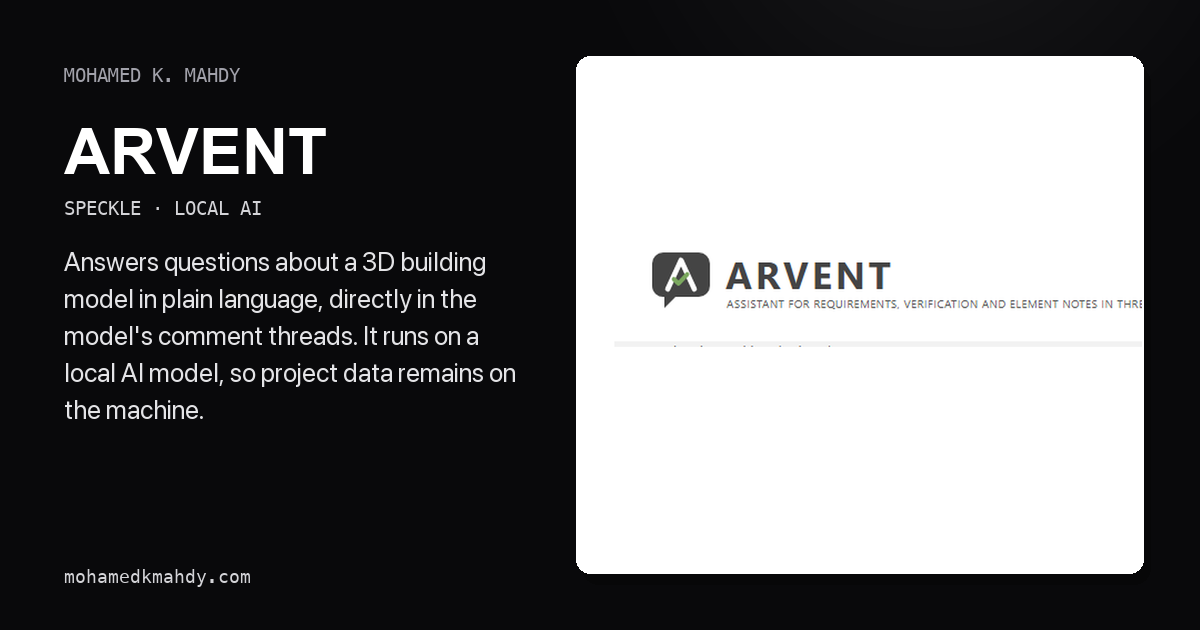 MOHAMED K. MAHDY
ARVENT
SPECKLE · LOCAL AI
Answers questions about a 3D building
model in plain language, directly in the
model's comment threads. It runs on a
local AI model, so project data remains on
the machine.
mohamedkmahdy.com
ARVENT
ASSISTANT FOR REQUIREMENTS, VERIFICATION AND ELEMENT NOTES IN